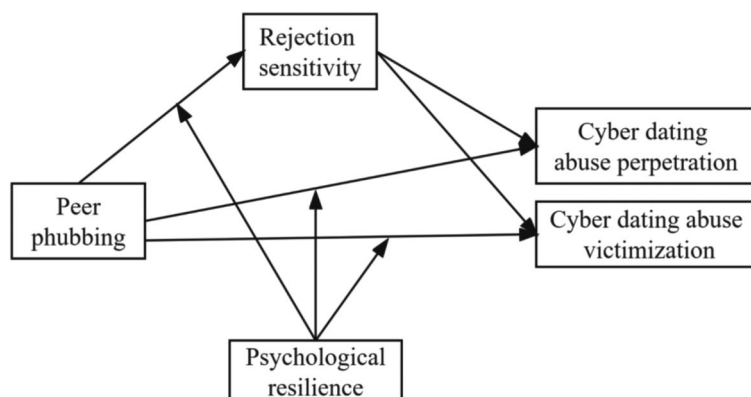 Rejection
sensitivity
Cyber dating
abuse perpetration
Peer
phubbing
Cyber dating abuse
victimization
Psychological
resilience